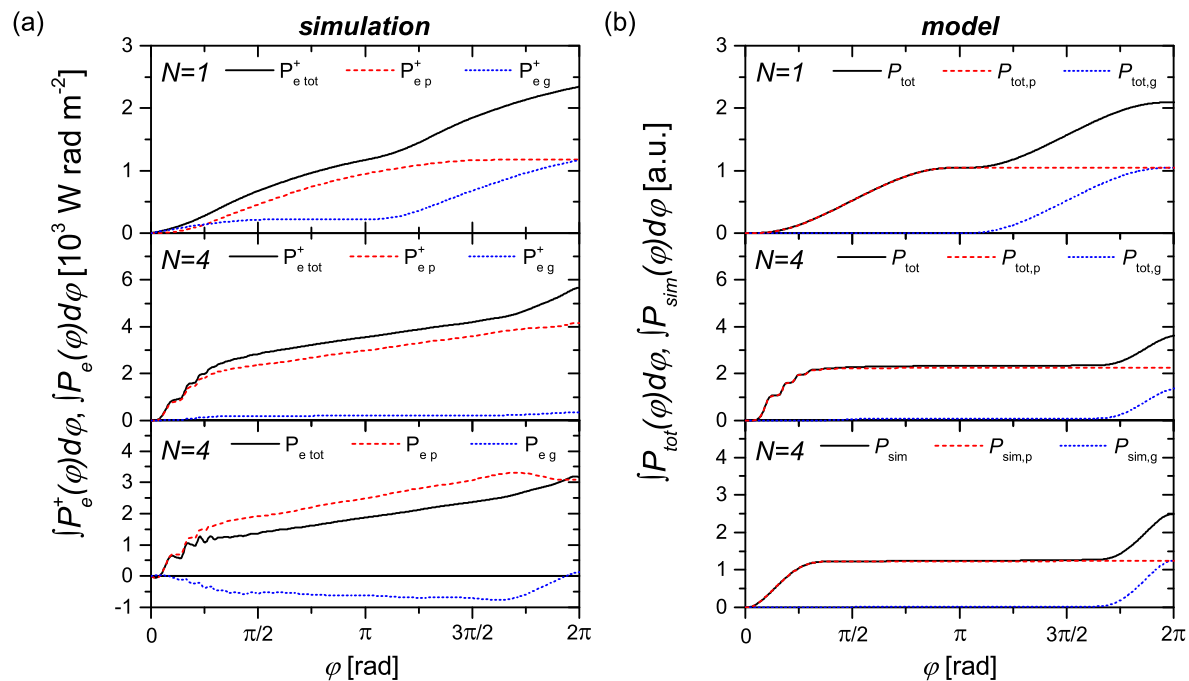 (a) simulation
∫P⁺ₑ(φ)dφ, ∫Pₑ(φ)dφ [10³ W rad m⁻²]
3
2
1
0
N=1 P⁺ₑ ₜₒₜ P⁺ₑ ₚ P⁺ₑ g
6
4
2
0
N=4 P⁺ₑ ₜₒₜ P⁺ₑ ₚ P⁺ₑ g
4
3
2
1
0
-1
N=4 Pₑ ₜₒₜ Pₑ ₚ Pₑ g
0 π/2 π 3π/2 2π
φ [rad]
(b) model
∫Pₜₒₜ(φ)dφ, ∫Pₛᵢₘ(φ)dφ [a.u.]
3
2
1
0
N=1 Pₜₒₜ Pₜₒₜ,ₚ Pₜₒₜ,g
6
4
2
0
N=4 Pₜₒₜ Pₜₒₜ,ₚ Pₜₒₜ,g
4
3
2
1
0
N=4 Pₛᵢₘ Pₛᵢₘ,ₚ Pₛᵢₘ,g
0 π/2 π 3π/2 2π
φ [rad]